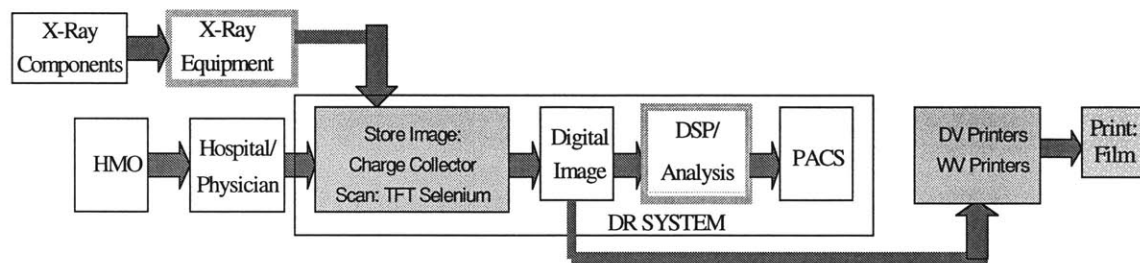 X-Ray
Components
X-Ray
Equipment
HMO
Hospital/
Physician
Store Image:
Charge Collector
Scan: TFT Selenium
Digital
Image
DSP/
Analysis
PACS
DR SYSTEM
DV Printers
WV Printers
Print:
Film